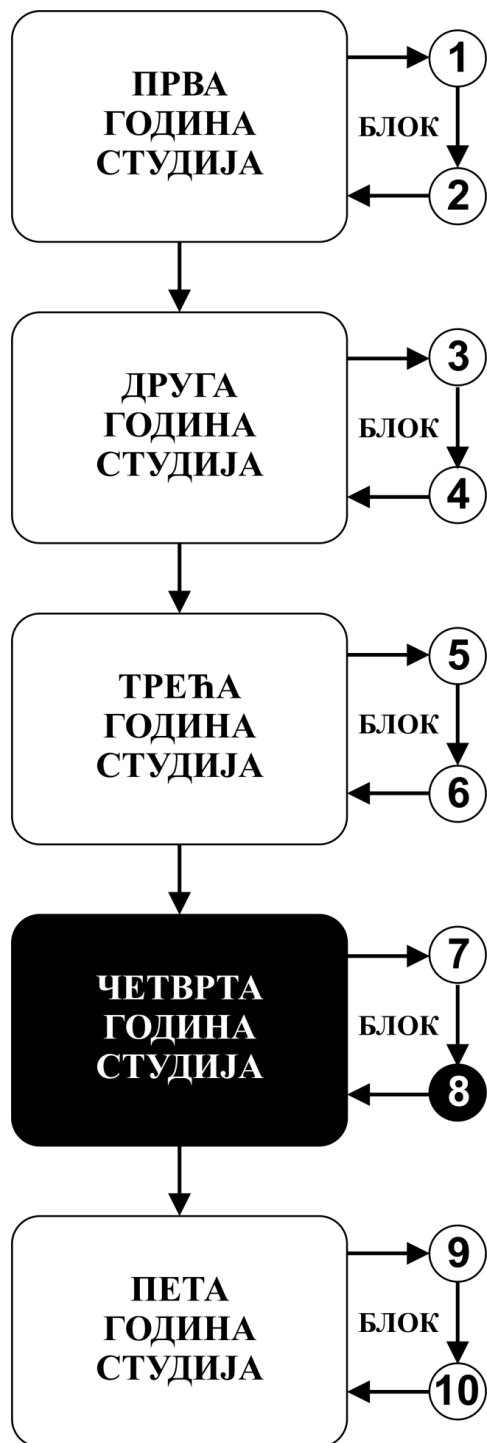 ПРВА
ГОДИНА
СТУДИЈА
1
БЛОК
2
ДРУГА
ГОДИНА
СТУДИЈА
3
БЛОК
4
ТРЕЋА
ГОДИНА
СТУДИЈА
5
БЛОК
6
ЧЕТВРТА
ГОДИНА
СТУДИЈА
7
БЛОК
8
ПЕТА
ГОДИНА
СТУДИЈА
9
БЛОК
10